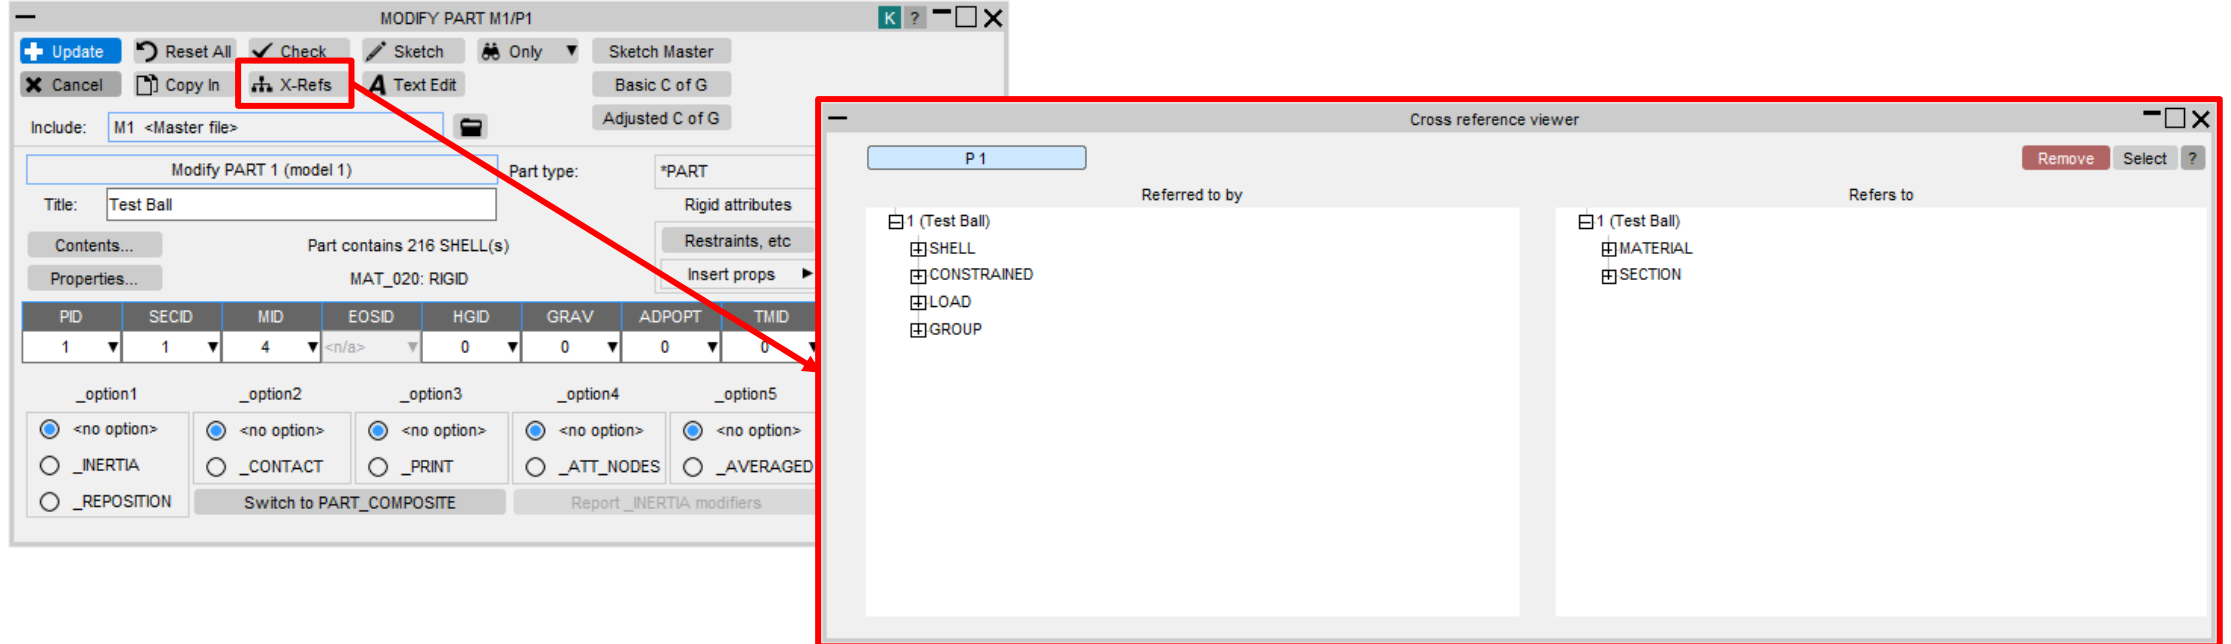 MODIFY PART M1/P1
K ?
Update Reset All Check Sketch Only Sketch Master
Cancel Copy In X-Refs Text Edit Basic C of G
Include: M1 <Master file> Adjusted C of G
Modify PART 1 (model 1) Part type: *PART
Title: Test Ball Rigid attributes
Contents... Part contains 216 SHELL(s) Restraints, etc
Properties... MAT_020: RIGID Insert props
PID SECID MID EOSID HGID GRAV ADPOPT TMID
1 1 4 <n/a> 0 0 0 0
_option1 _option2 _option3 _option4 _option5
<no option> <no option> <no option> <no option> <no option>
_INERTIA _CONTACT _PRINT _ATT_NODES _AVERAGED
_REPOSITION Switch to PART_COMPOSITE Report _INERTIA modifiers
Cross reference viewer
P 1 Remove Select ?
Referred to by Refers to
1 (Test Ball) 1 (Test Ball)
SHELL MATERIAL
CONSTRAINED SECTION
LOAD
GROUP